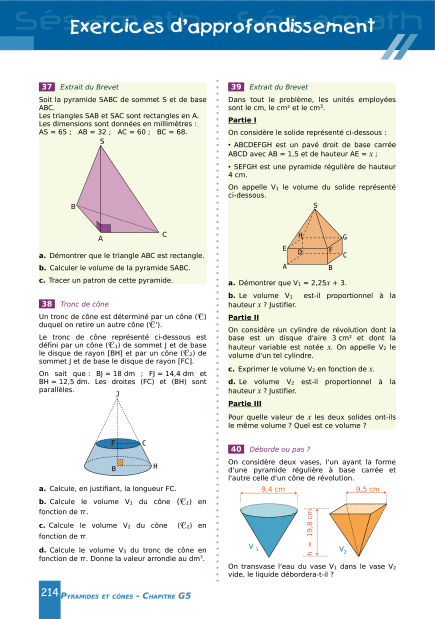 Exercices d'approfondissement
37 Extrait du Brevet
Soit la pyramide SABC de sommet S et de base
ABC.
Les triangles SAB et SAC sont rectangles en A.
Les dimensions sont données en millimètres :
AS = 65 ; AB = 32 ; AC = 60 ; BC = 68.
S
B
A
C
a. Démontrer que le triangle ABC est rectangle.
b. Calculer le volume de la pyramide SABC.
c. Tracer un patron de cette pyramide.
38 Tronc de cône
Un tronc de cône est déterminé par un cône (𝒞)
duquel on retire un autre cône (𝒞').
Le tronc de cône représenté ci-dessous est
défini par un cône (𝒞₁) de sommet J et de base
le disque de rayon [BH] et par un cône (𝒞₂) de
sommet J et de base le disque de rayon [FC].
On sait que : BJ = 18 dm ; FJ = 14,4 dm et
BH = 12,5 dm. Les droites (FC) et (BH) sont
parallèles.
J
F
C
B
H
a. Calcule, en justifiant, la longueur FC.
b. Calcule le volume V₁ du cône (𝒞₁) en
fonction de π.
c. Calcule le volume V₂ du cône (𝒞₂) en
fonction de π.
d. Calcule le volume V₃ du tronc de cône en
fonction de π. Donne la valeur arrondie au dm³.
39 Extrait du Brevet
Dans tout le problème, les unités employées
sont le cm, le cm² et le cm³.
Partie I
On considère le solide représenté ci-dessous :
• ABCDEFGH est un pavé droit de base carrée
ABCD avec AB = 1,5 et de hauteur AE = x ;
• SEFGH est une pyramide régulière de hauteur
4 cm.
On appelle V₁ le volume du solide représenté
ci-dessous.
S
H
G
E
F
D
C
A
B
a. Démontrer que V₁ = 2,25x + 3.
b. Le volume V₁ est-il proportionnel à la
hauteur x ? Justifier.
Partie II
On considère un cylindre de révolution dont la
base est un disque d'aire 3 cm² et dont la
hauteur variable est notée x. On appelle V₂ le
volume d'un tel cylindre.
c. Exprimer le volume V₂ en fonction de x.
d. Le volume V₂ est-il proportionnel à la
hauteur x ? Justifier.
Partie III
Pour quelle valeur de x les deux solides ont-ils
le même volume ? Quel est ce volume ?
40 Déborde ou pas ?
On considère deux vases, l'un ayant la forme
d'une pyramide régulière à base carrée et
l'autre celle d'un cône de révolution.
9,4 cm
9,5 cm
h = 19,8 cm
V₁
V₂
On transvase l'eau du vase V₁ dans le vase V₂
vide, le liquide débordera-t-il ?
214 Pyramides et cônes - Chapitre G5